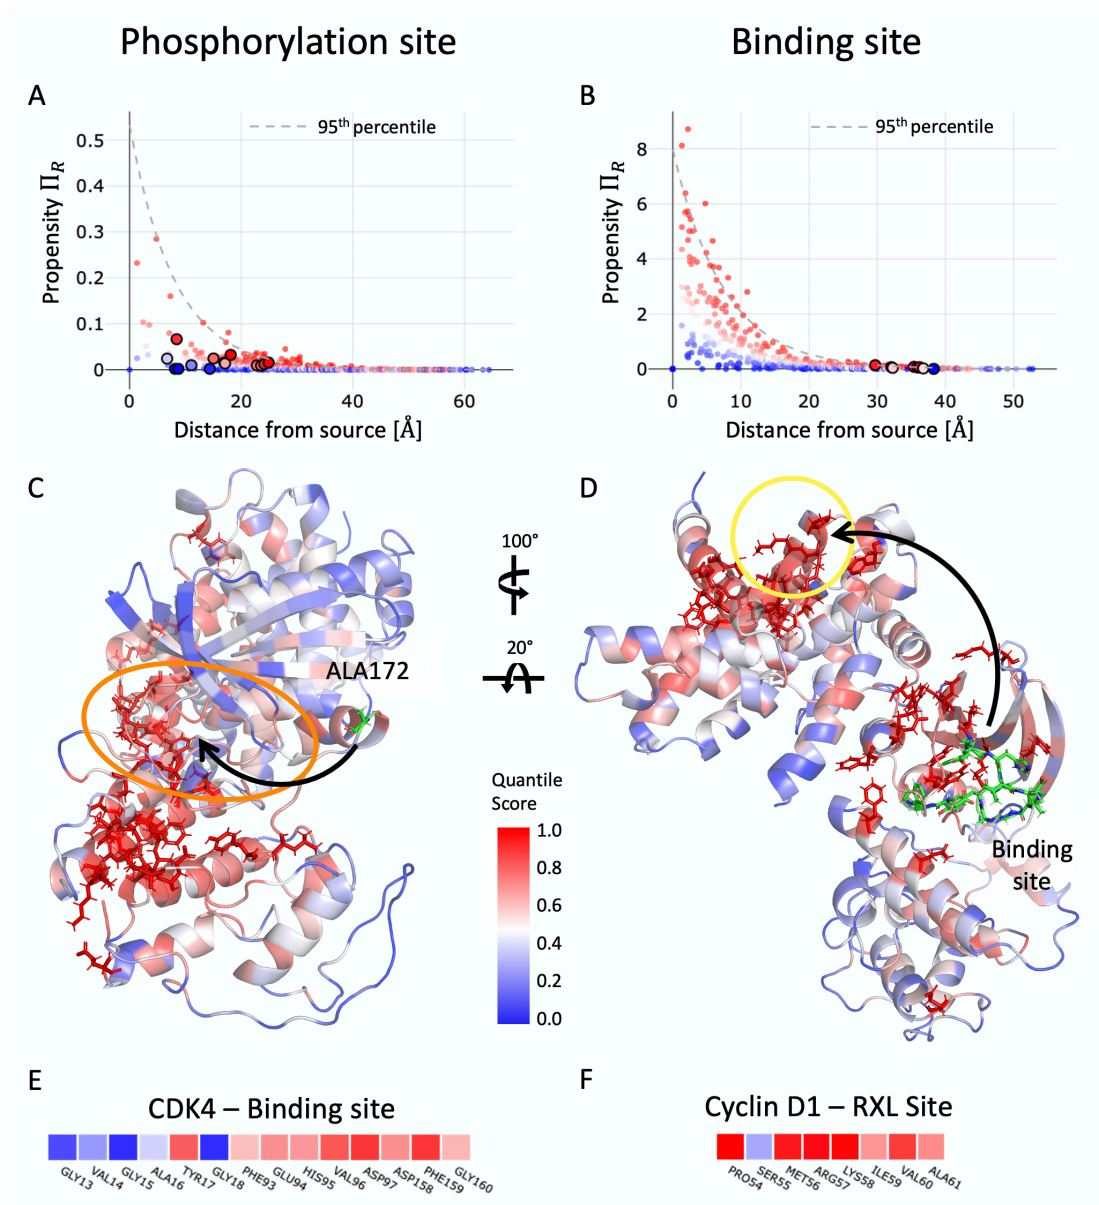 Phosphorylation site
Binding site
A
B
95th percentile
95th percentile
Propensity Π_R
0.5
0.4
0.3
0.2
0.1
0
0
20
40
60
Distance from source [Å]
Propensity Π_R
8
6
4
2
0
0
10
20
30
40
50
Distance from source [Å]
C
D
100°
20°
ALA172
Quantile
Score
1.0
0.8
0.6
0.4
0.2
0.0
Binding
site
E
F
CDK4 – Binding site
GLY13
VAL14
GLY15
ALA16
TYR17
GLY18
PHE93
GLU94
HIS95
VAL96
ASP97
ASP158
PHE159
GLY160
Cyclin D1 – RXL Site
PRO54
SER55
MET56
ARG57
LYS58
ILE59
VAL60
ALA61